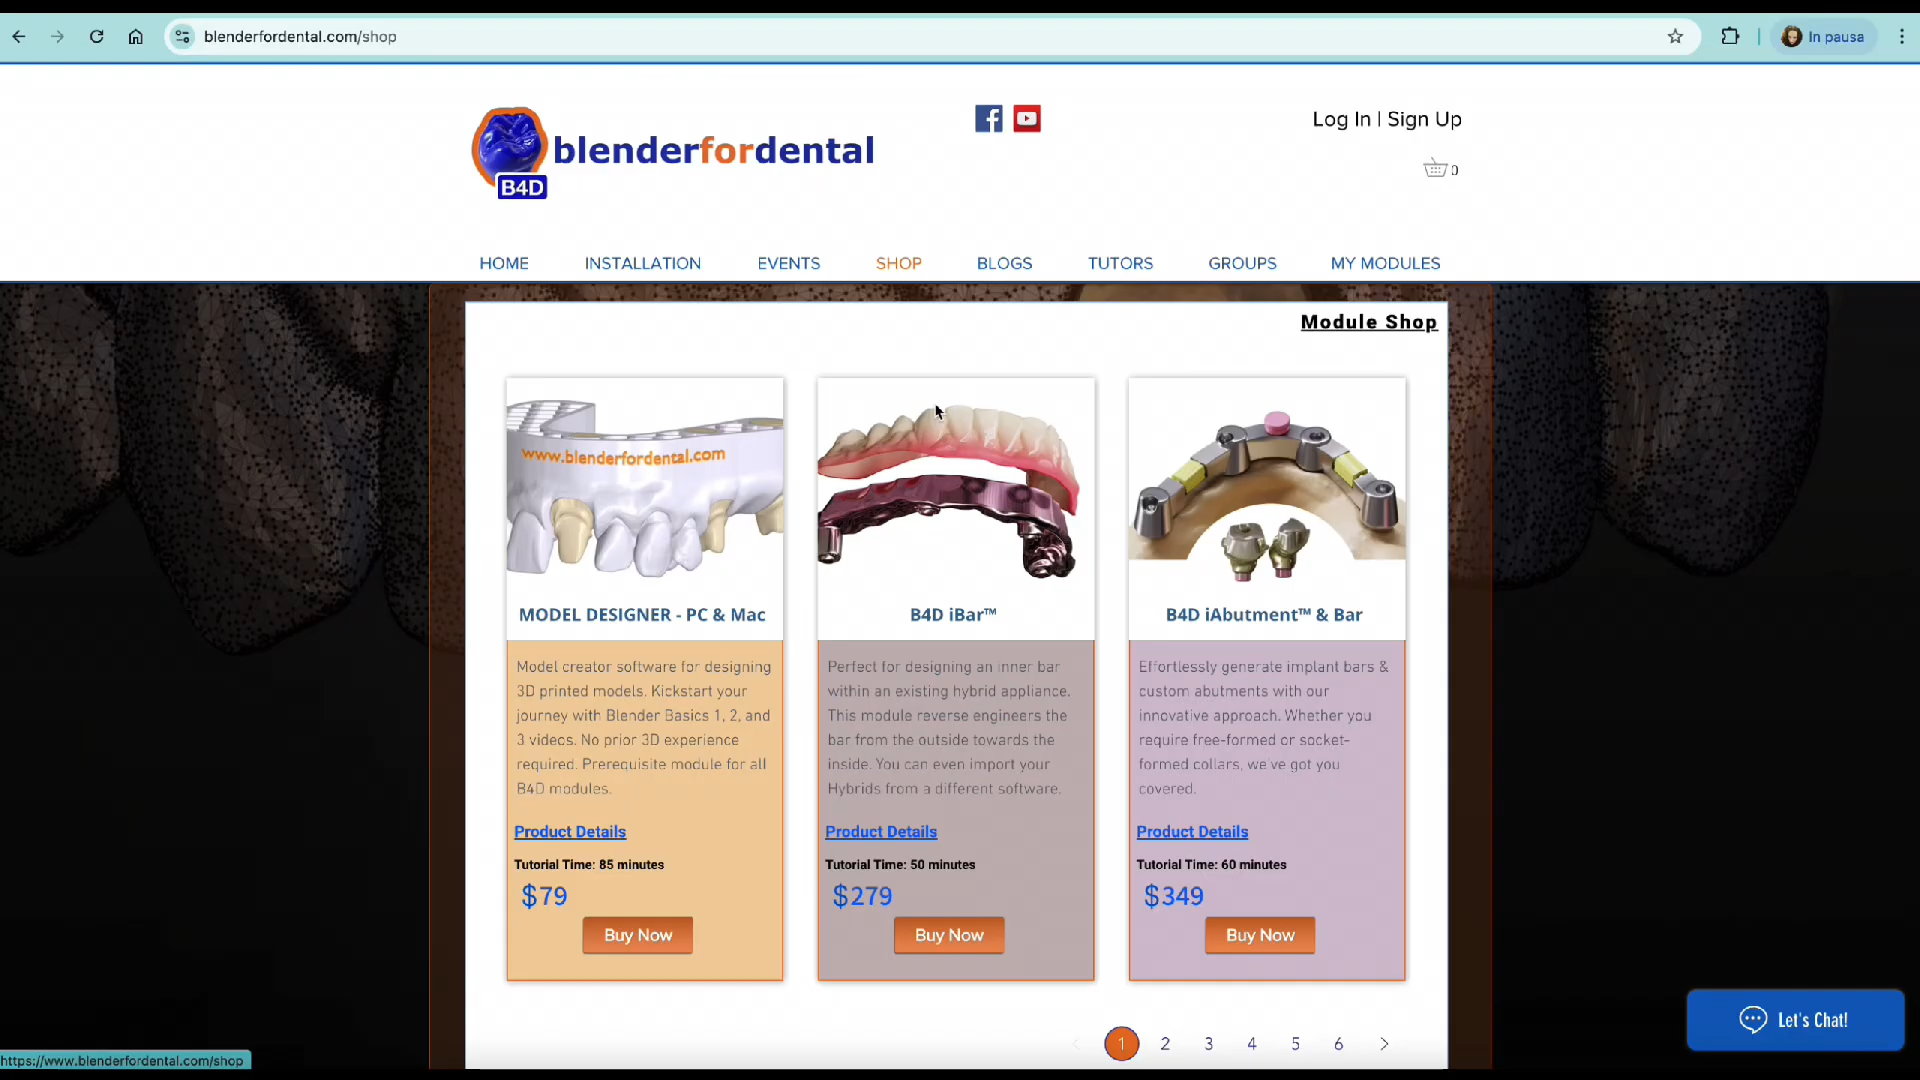 blenderfordental.com/shop
In pausa
blenderfordental
B4D
Log In | Sign Up
0
HOME INSTALLATION EVENTS SHOP BLOGS TUTORS GROUPS MY MODULES
Module Shop
www.blenderfordental.com
MODEL DESIGNER - PC & Mac
Model creator software for designing
3D printed models. Kickstart your
journey with Blender Basics 1, 2, and
3 videos. No prior 3D experience
required. Prerequisite module for all
B4D modules.
Product Details
Tutorial Time: 85 minutes
$79
Buy Now
B4D iBar™
Perfect for designing an inner bar
within an existing hybrid appliance.
This module reverse engineers the
bar from the outside towards the
inside. You can even import your
Hybrids from a different software.
Product Details
Tutorial Time: 50 minutes
$279
Buy Now
B4D iAbutment™ & Bar
Effortlessly generate implant bars &
custom abutments with our
innovative approach. Whether you
require free-formed or socket-
formed collars, we've got you
covered.
Product Details
Tutorial Time: 60 minutes
$349
Buy Now
1 2 3 4 5 6
Let's Chat!
https://www.blenderfordental.com/shop